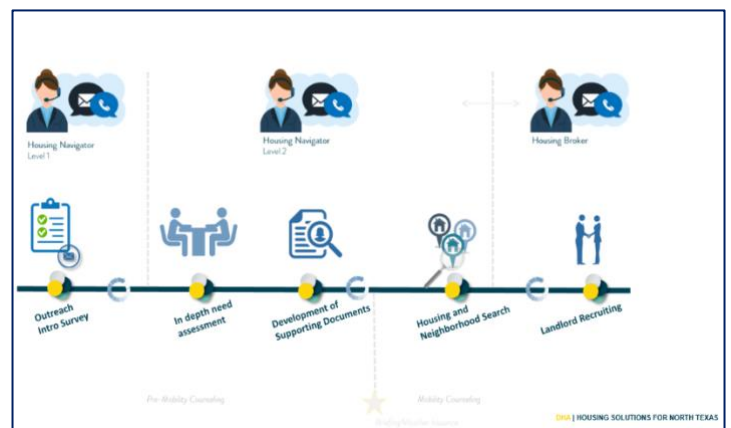 Housing Navigator
Level 1
Housing Navigator
Level 2
Housing Broker
Outreach
Intro Survey
In depth need
assessment
Development of
Supporting Documents
Housing and
Neighborhood Search
Landlord Recruiting
Pre-Mobility Counseling
Mobility Counseling
DHA | HOUSING SOLUTIONS FOR NORTH TEXAS